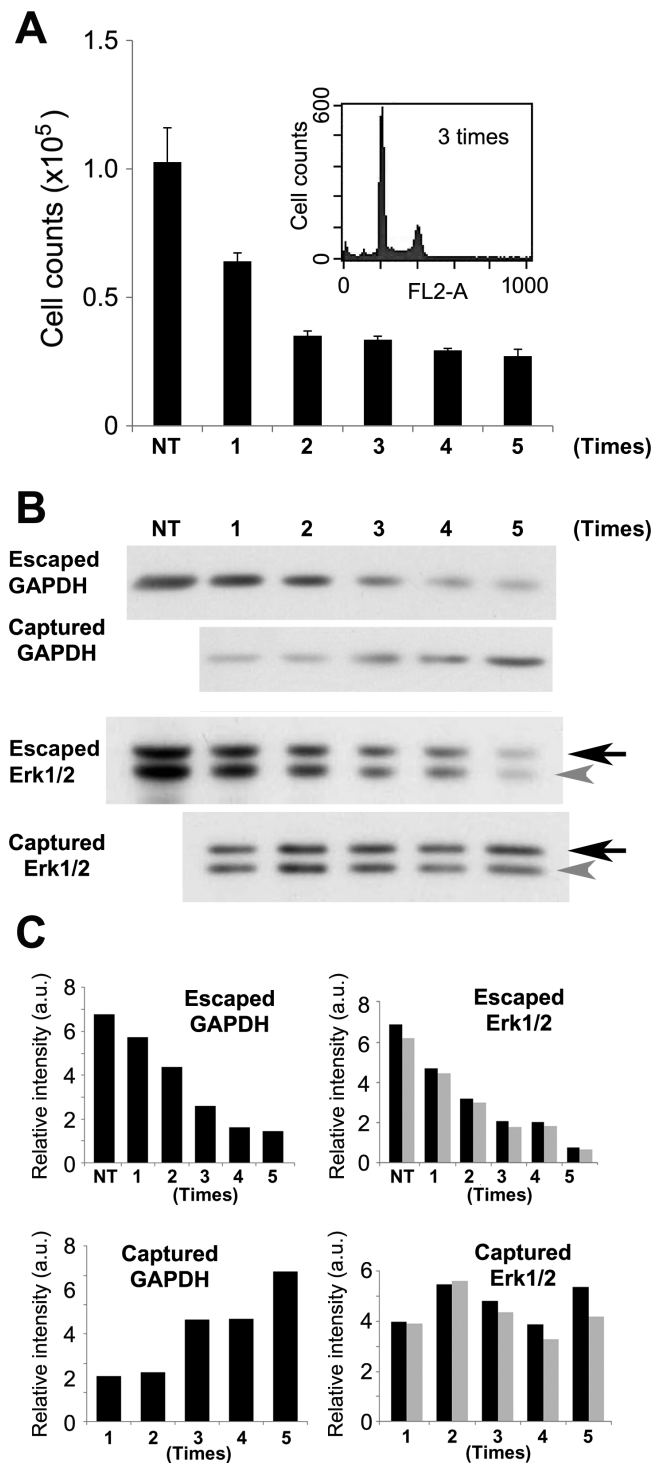 A
1.5
1.0
0.5
0
Cell counts (x10⁵)
600
0
Cell counts
3 times
0 1000
FL2-A
NT 1 2 3 4 5 (Times)
B
NT 1 2 3 4 5 (Times)
Escaped
GAPDH
Captured
GAPDH
Escaped
Erk1/2
Captured
Erk1/2
C
Relative intensity (a.u.)
8
6
4
2
0
Escaped
GAPDH
NT 1 2 3 4 5
(Times)
Relative intensity (a.u.)
8
6
4
2
0
Escaped
Erk1/2
NT 1 2 3 4 5
(Times)
Relative intensity (a.u.)
8
6
4
2
0
Captured
GAPDH
1 2 3 4 5
(Times)
Relative intensity (a.u.)
6
4
2
0
Captured
Erk1/2
1 2 3 4 5
(Times)